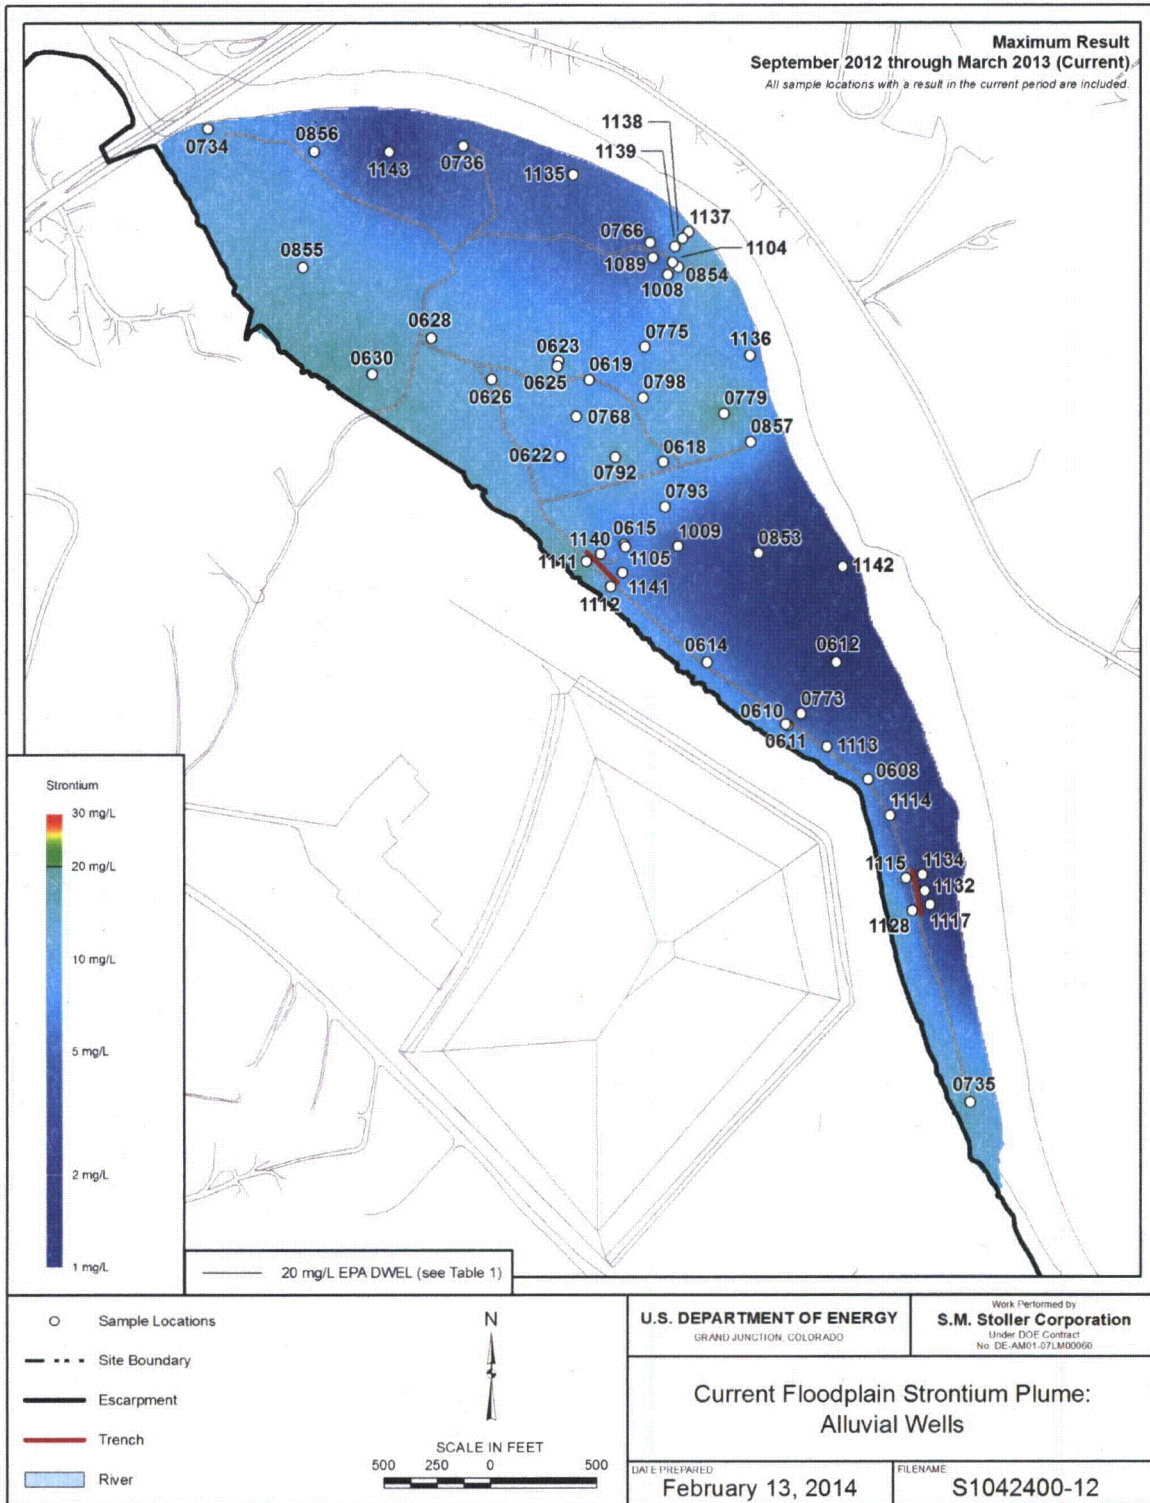 Maximum Result
September 2012 through March 2013 (Current)
All sample locations with a result in the current period are included.
1138
1139
0734
0856
1143
0736
1135
1137
0766
1104
1089
0854
1008
0855
0628
0775
1136
0623
0619
0630
0625
0626
0798
0779
0768
0857
0622
0792
0618
0793
0615
1009
1140
0853
1111
1105
1142
1141
1112
0614
0612
0773
0610
0611
1113
0608
1114
1115
1134
1132
1128
1117
0735
Strontium
30 mg/L
20 mg/L
10 mg/L
5 mg/L
2 mg/L
1 mg/L
20 mg/L EPA DWEL (see Table 1)
Sample Locations
Site Boundary
Escarpment
Trench
River
N
SCALE IN FEET
500 250 0 500
U.S. DEPARTMENT OF ENERGY
GRAND JUNCTION, COLORADO
Work Performed by
S.M. Stoller Corporation
Under DOE Contract
No. DE-AM01-07LM00060
Current Floodplain Strontium Plume:
Alluvial Wells
DATE PREPARED
February 13, 2014
FILENAME
S1042400-12